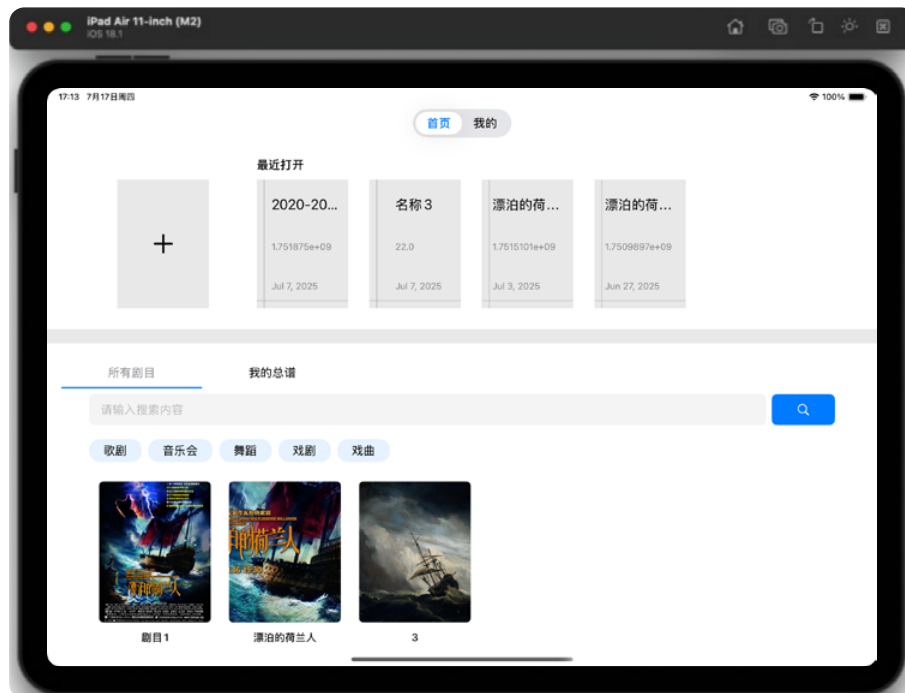 iPad Air 11-inch (M2)
iOS 18.1
17:13 7月17日周四
100%
首页 我的
最近打开
2020-20...
1.751875e+09
Jul 7, 2025
名称 3
22.0
Jul 7, 2025
漂泊的荷...
1.7515101e+09
Jul 3, 2025
漂泊的荷...
1.7509897e+09
Jun 27, 2025
所有剧目 我的总谱
请输入搜索内容
歌剧 音乐会 舞蹈 戏剧 戏曲
剧目1
漂泊的荷兰人
3